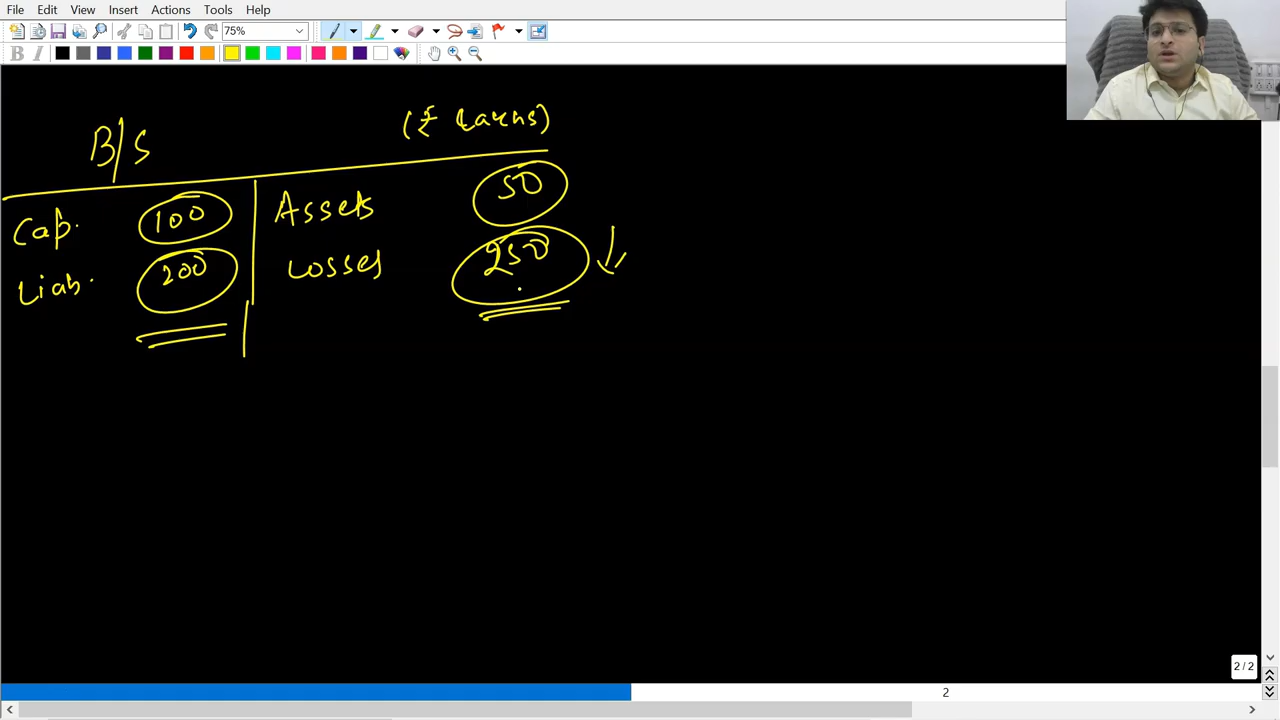 File Edit View Insert Actions Tools Help
75%
B I
B/S (₹ Lakhs)
Cap. 100 Assets 50
Liab. 200 Losses 250
2 / 2
2